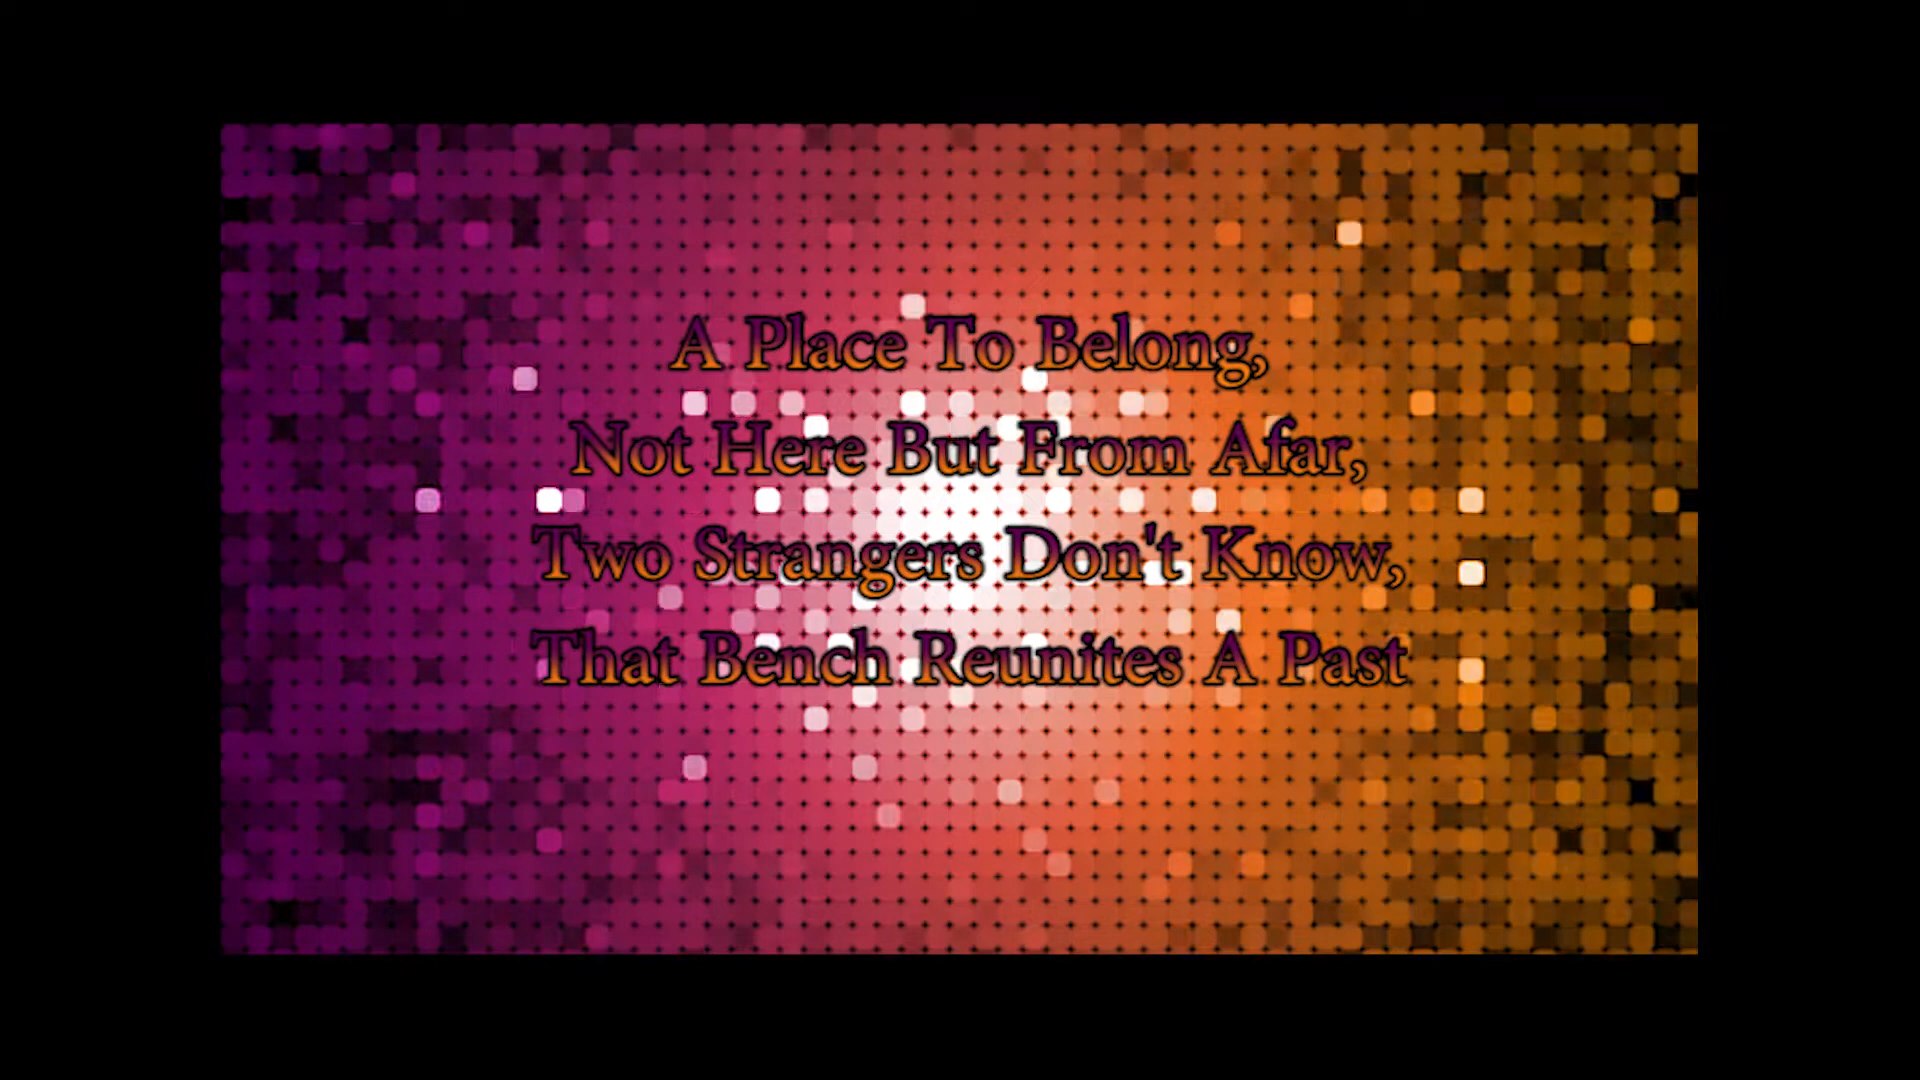 A Place To Belong,
Not Here But From Afar,
Two Strangers Don't Know,
That Bench Reunites A Past